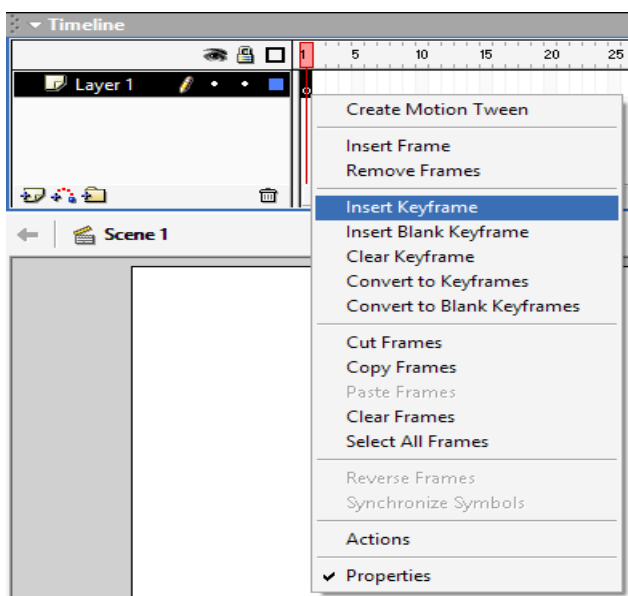 Timeline
1 5 10 15 20 25
Layer 1
Create Motion Tween
Insert Frame
Remove Frames
Insert Keyframe
Insert Blank Keyframe
Clear Keyframe
Convert to Keyframes
Convert to Blank Keyframes
Scene 1
Cut Frames
Copy Frames
Paste Frames
Clear Frames
Select All Frames
Reverse Frames
Synchronize Symbols
Actions
Properties